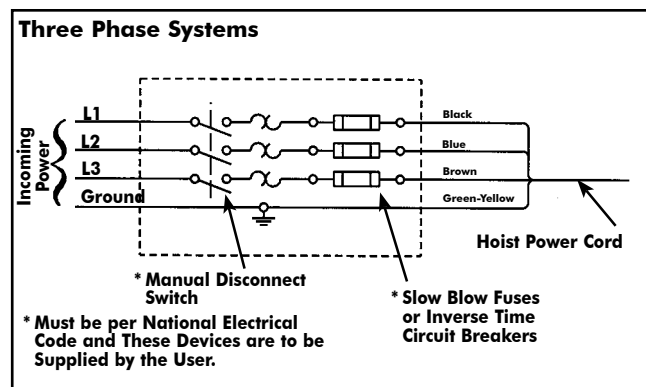 Three Phase Systems
L1
L2
L3
Ground
Incoming
Power
Black
Blue
Brown
Green-Yellow
Hoist Power Cord
* Manual Disconnect
Switch
* Slow Blow Fuses
or Inverse Time
Circuit Breakers
* Must be per National Electrical
Code and These Devices are to be
Supplied by the User.